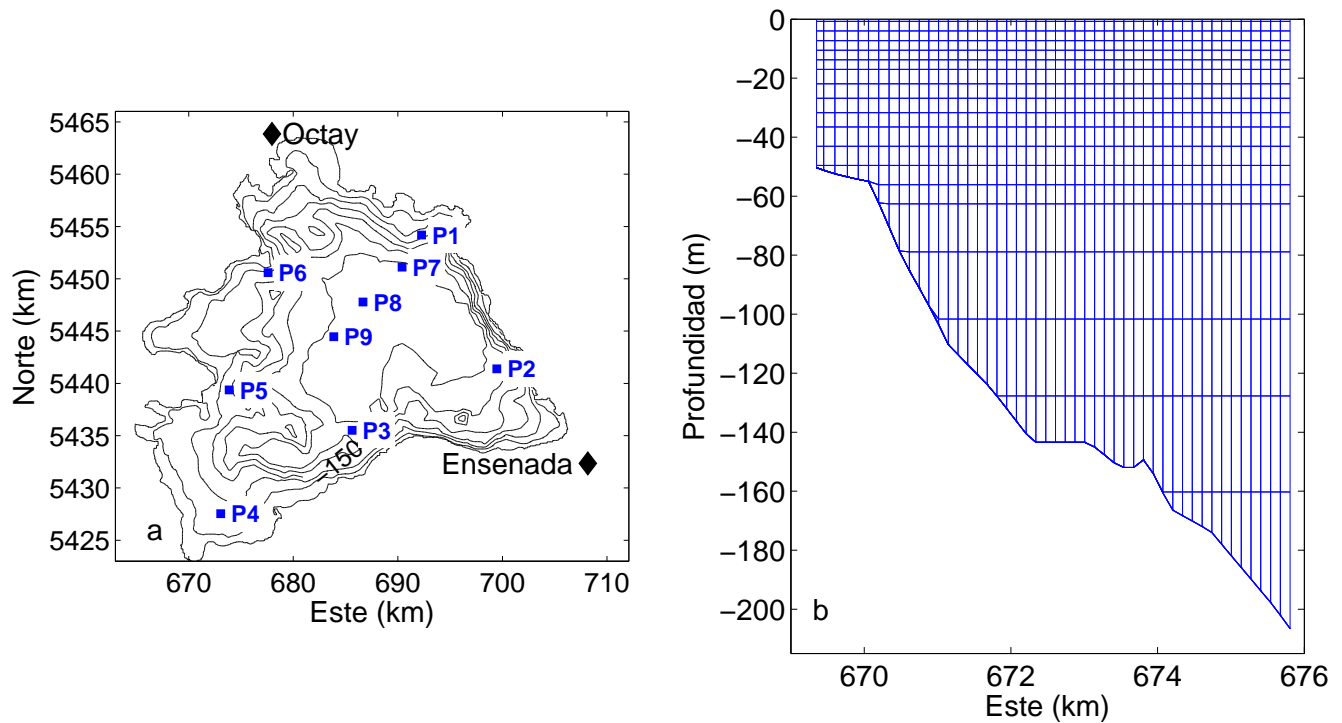 5465
5460
5455
5450
5445
5440
5435
5430
5425
Norte (km)
Octay
P1
P7
P6
P8
P9
P2
P5
P3
−150
Ensenada
P4
a
670
680
690
700
710
Este (km)
0
−20
−40
−60
−80
−100
−120
−140
−160
−180
−200
Profundidad (m)
b
670
672
674
676
Este (km)